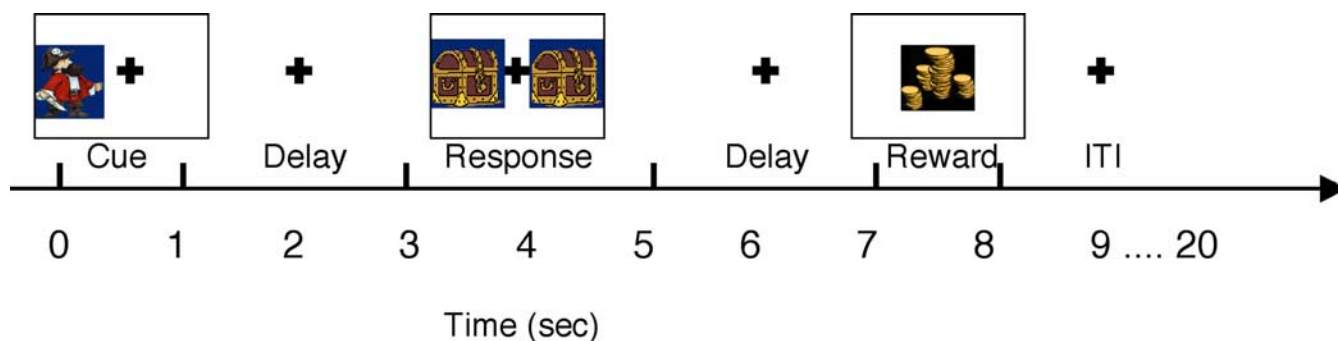 Cue Delay Response Delay Reward ITI
0 1 2 3 4 5 6 7 8 9 .... 20
Time (sec)